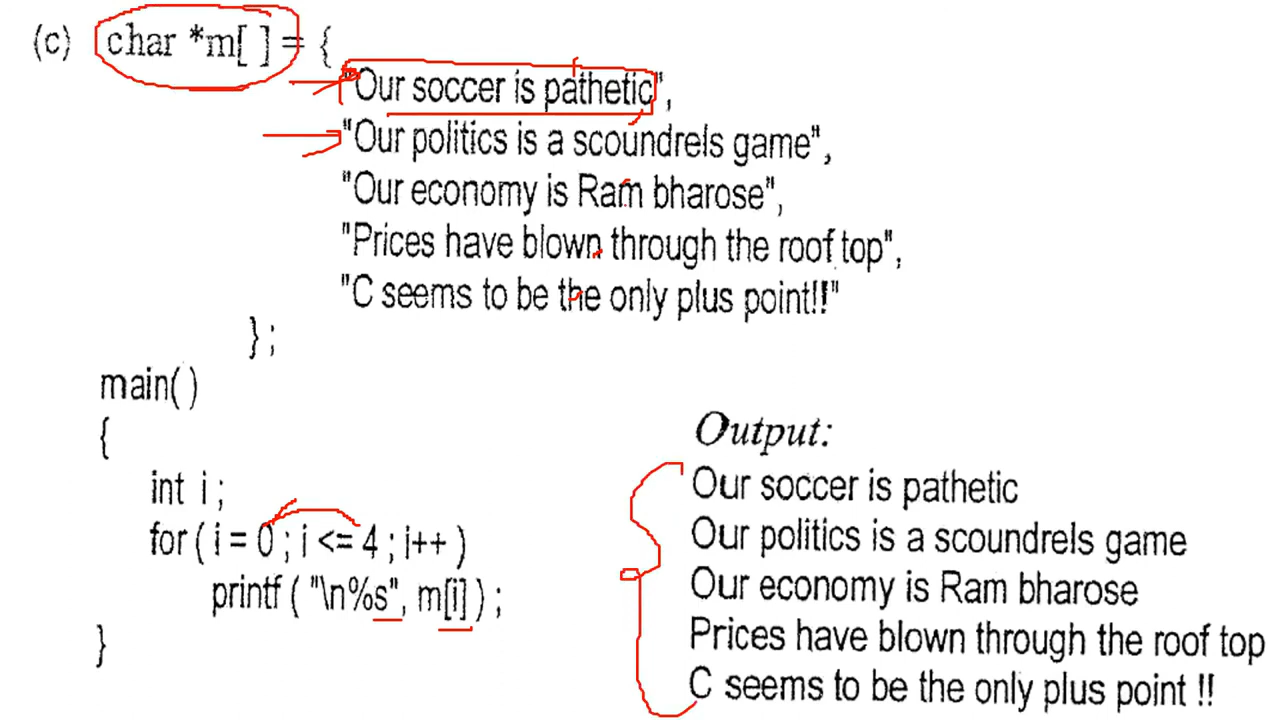 (c) char *m[ ] = {
"Our soccer is pathetic",
"Our politics is a scoundrels game",
"Our economy is Ram bharose",
"Prices have blown through the roof top",
"C seems to be the only plus point!!"
} ;
main( )
{
int i ;
for ( i = 0 ; i <= 4 ; i++ )
printf ( "\n%s", m[i] ) ;
}
Output:
Our soccer is pathetic
Our politics is a scoundrels game
Our economy is Ram bharose
Prices have blown through the roof top
C seems to be the only plus point !!